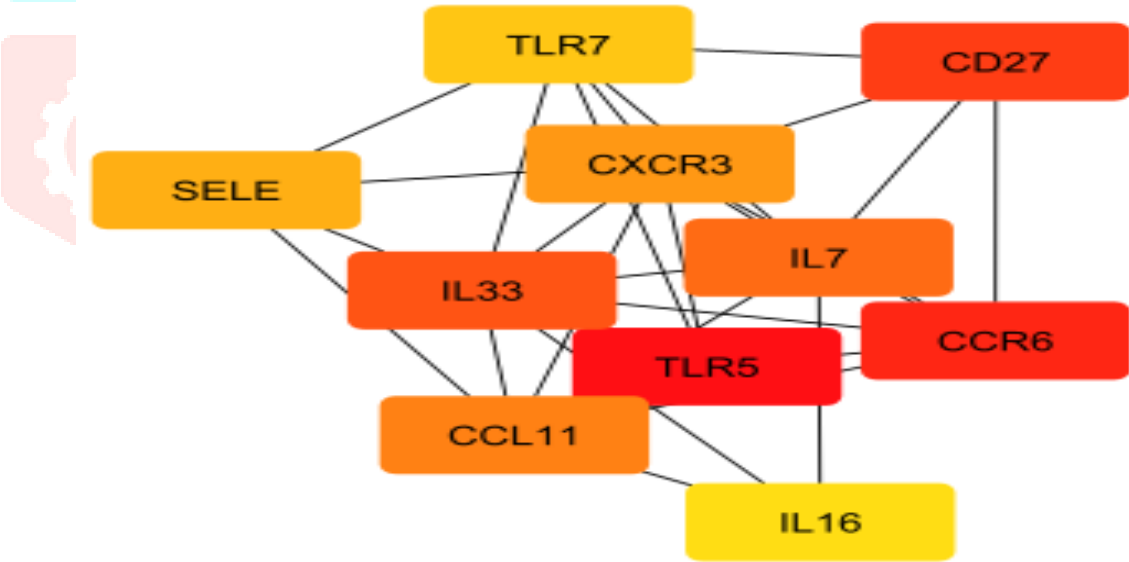 TLR7
CD27
CXCR3
SELE
IL7
IL33
CCR6
TLR5
CCL11
IL16